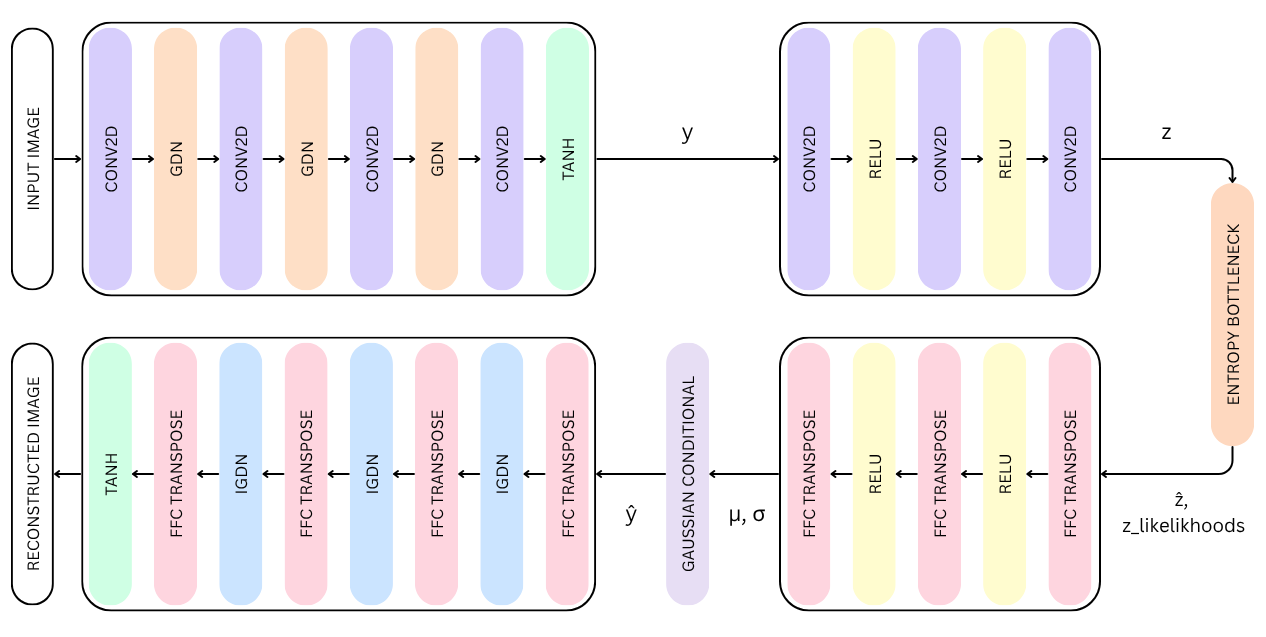 INPUT IMAGE
CONV2D
GDN
CONV2D
GDN
CONV2D
GDN
CONV2D
TANH
y
CONV2D
RELU
CONV2D
RELU
CONV2D
z
ENTROPY BOTTLENECK
RECONSTRUCTED IMAGE
TANH
FFC TRANSPOSE
IGDN
FFC TRANSPOSE
IGDN
FFC TRANSPOSE
IGDN
FFC TRANSPOSE
ŷ
GAUSSIAN CONDITIONAL
μ, σ
FFC TRANSPOSE
RELU
FFC TRANSPOSE
RELU
FFC TRANSPOSE
ẑ,
z_likelikhoods